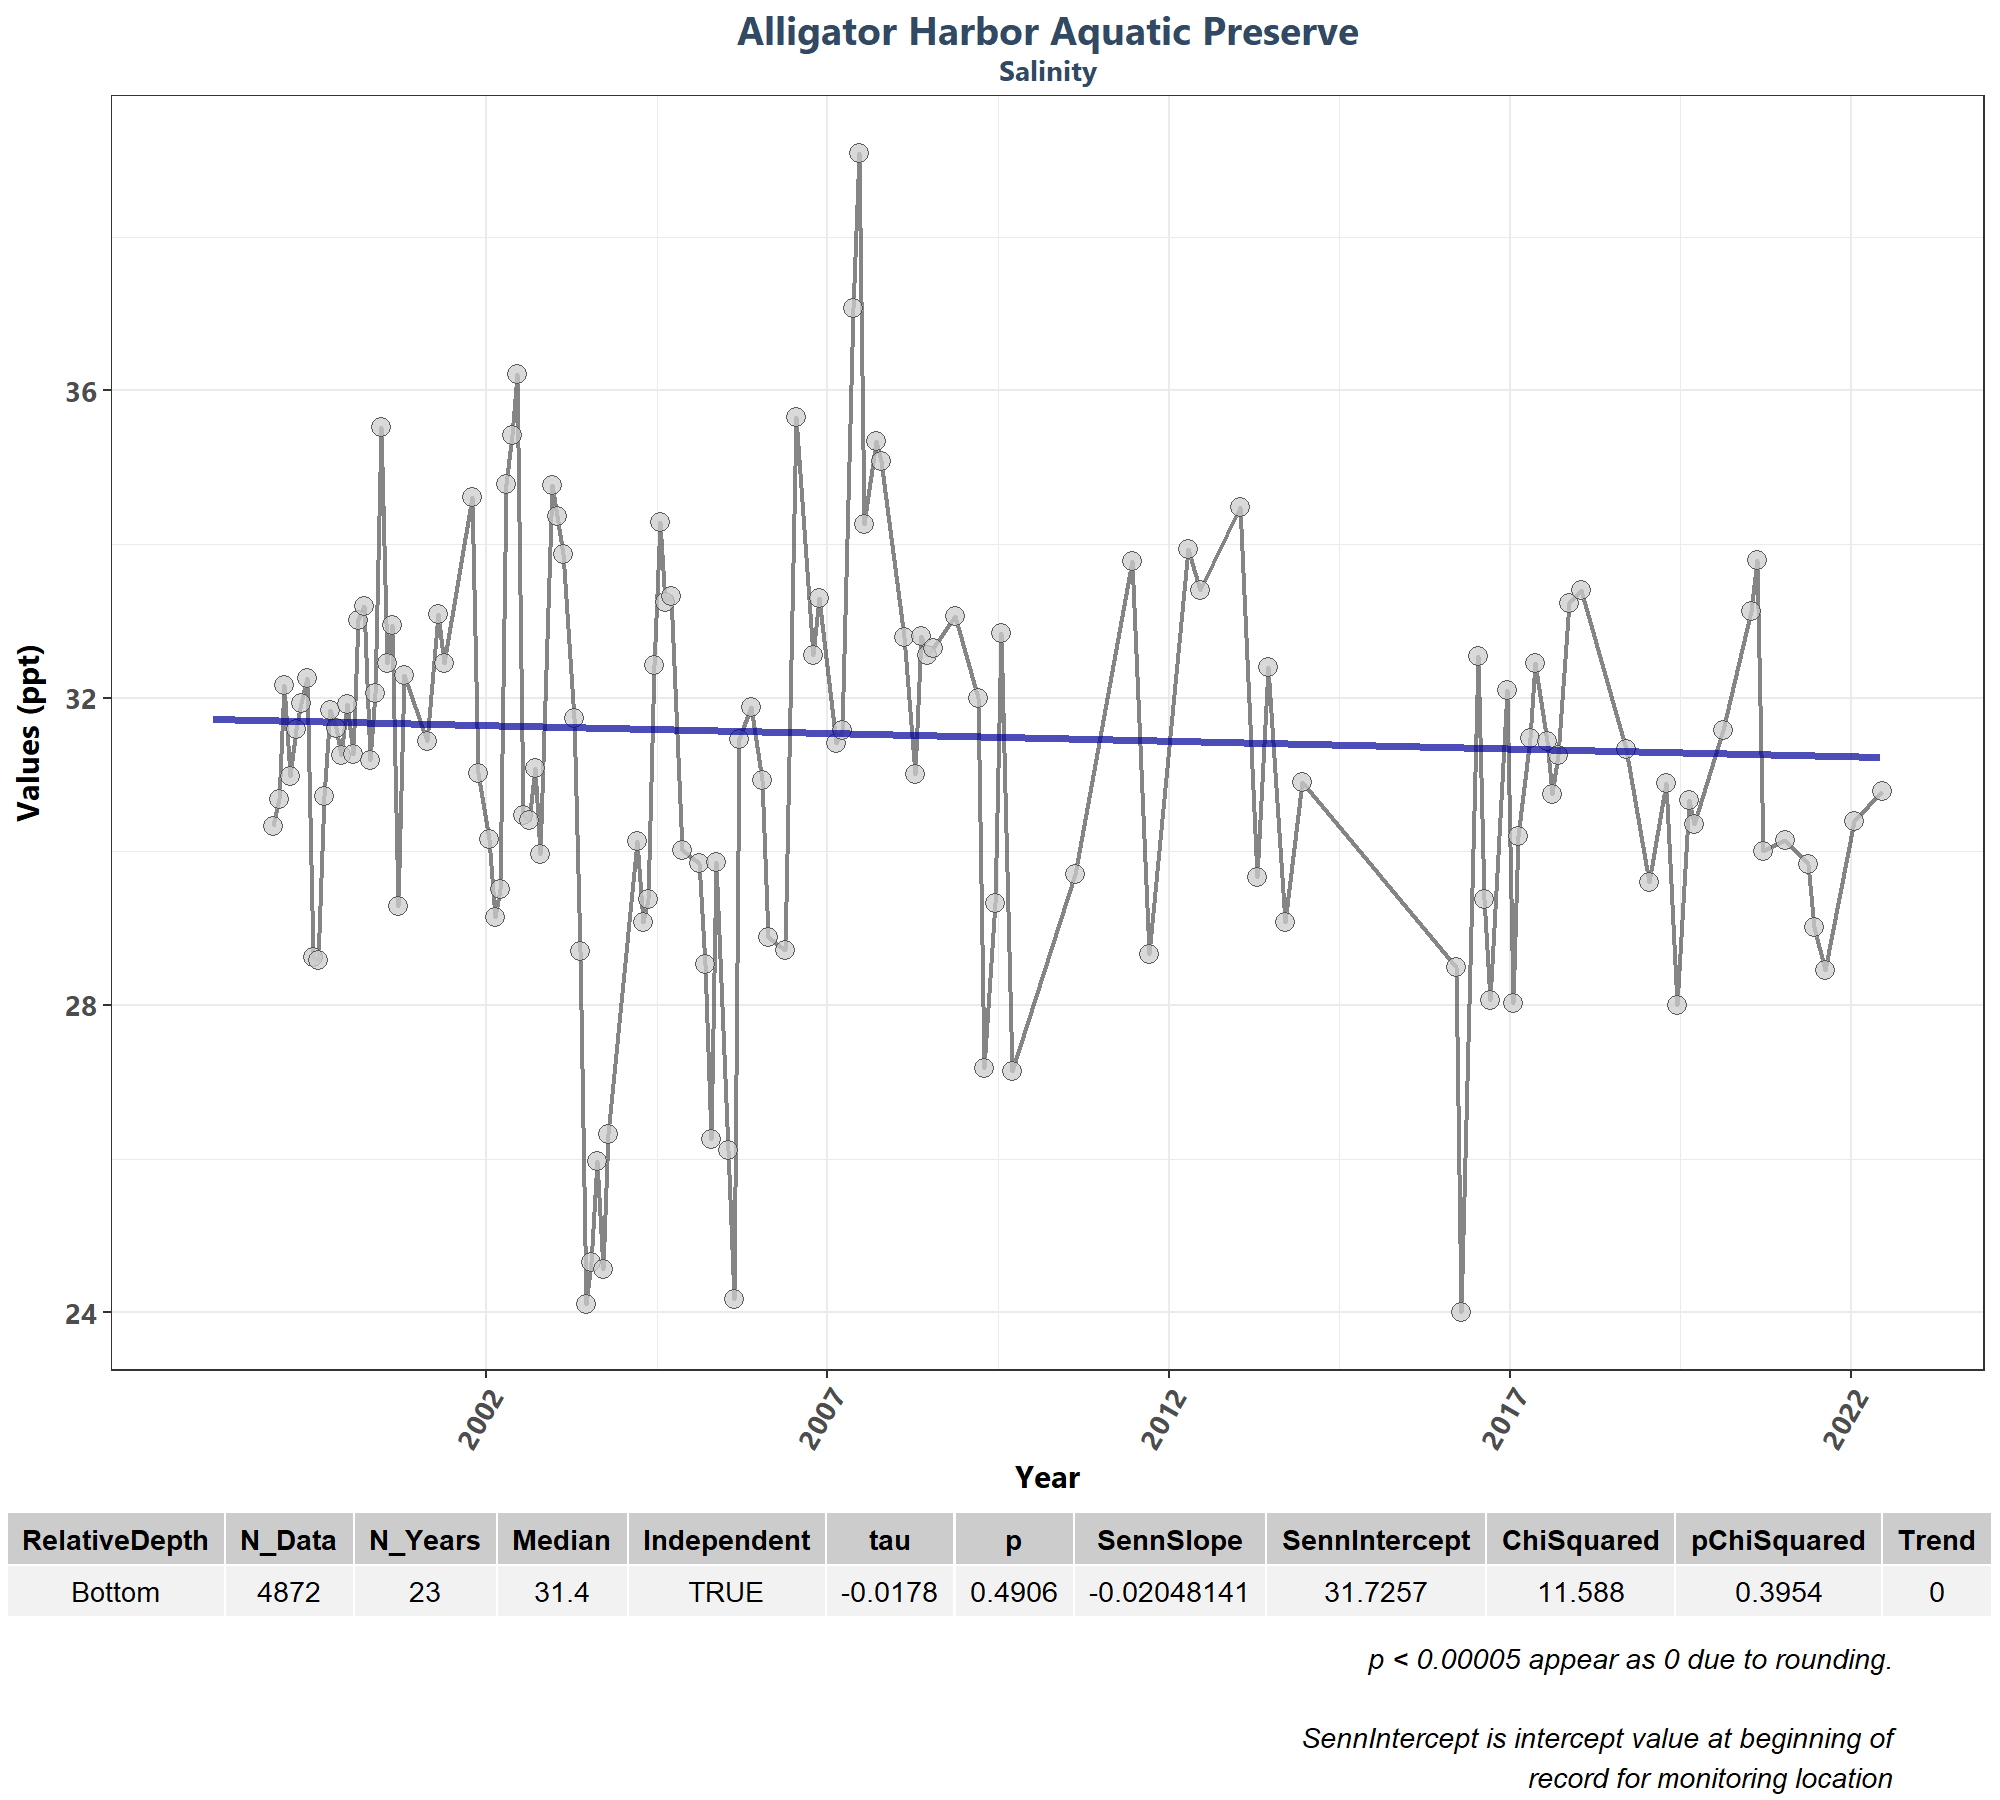 Alligator Harbor Aquatic Preserve
Salinity
Values (ppt)
36
32
28
24
2002
2007
2012
2017
2022
Year
RelativeDepth N_Data N_Years Median Independent tau p SennSlope SennIntercept ChiSquared pChiSquared Trend
Bottom 4872 23 31.4 TRUE -0.0178 0.4906 -0.02048141 31.7257 11.588 0.3954 0
p < 0.00005 appear as 0 due to rounding.
SennIntercept is intercept value at beginning of
record for monitoring location